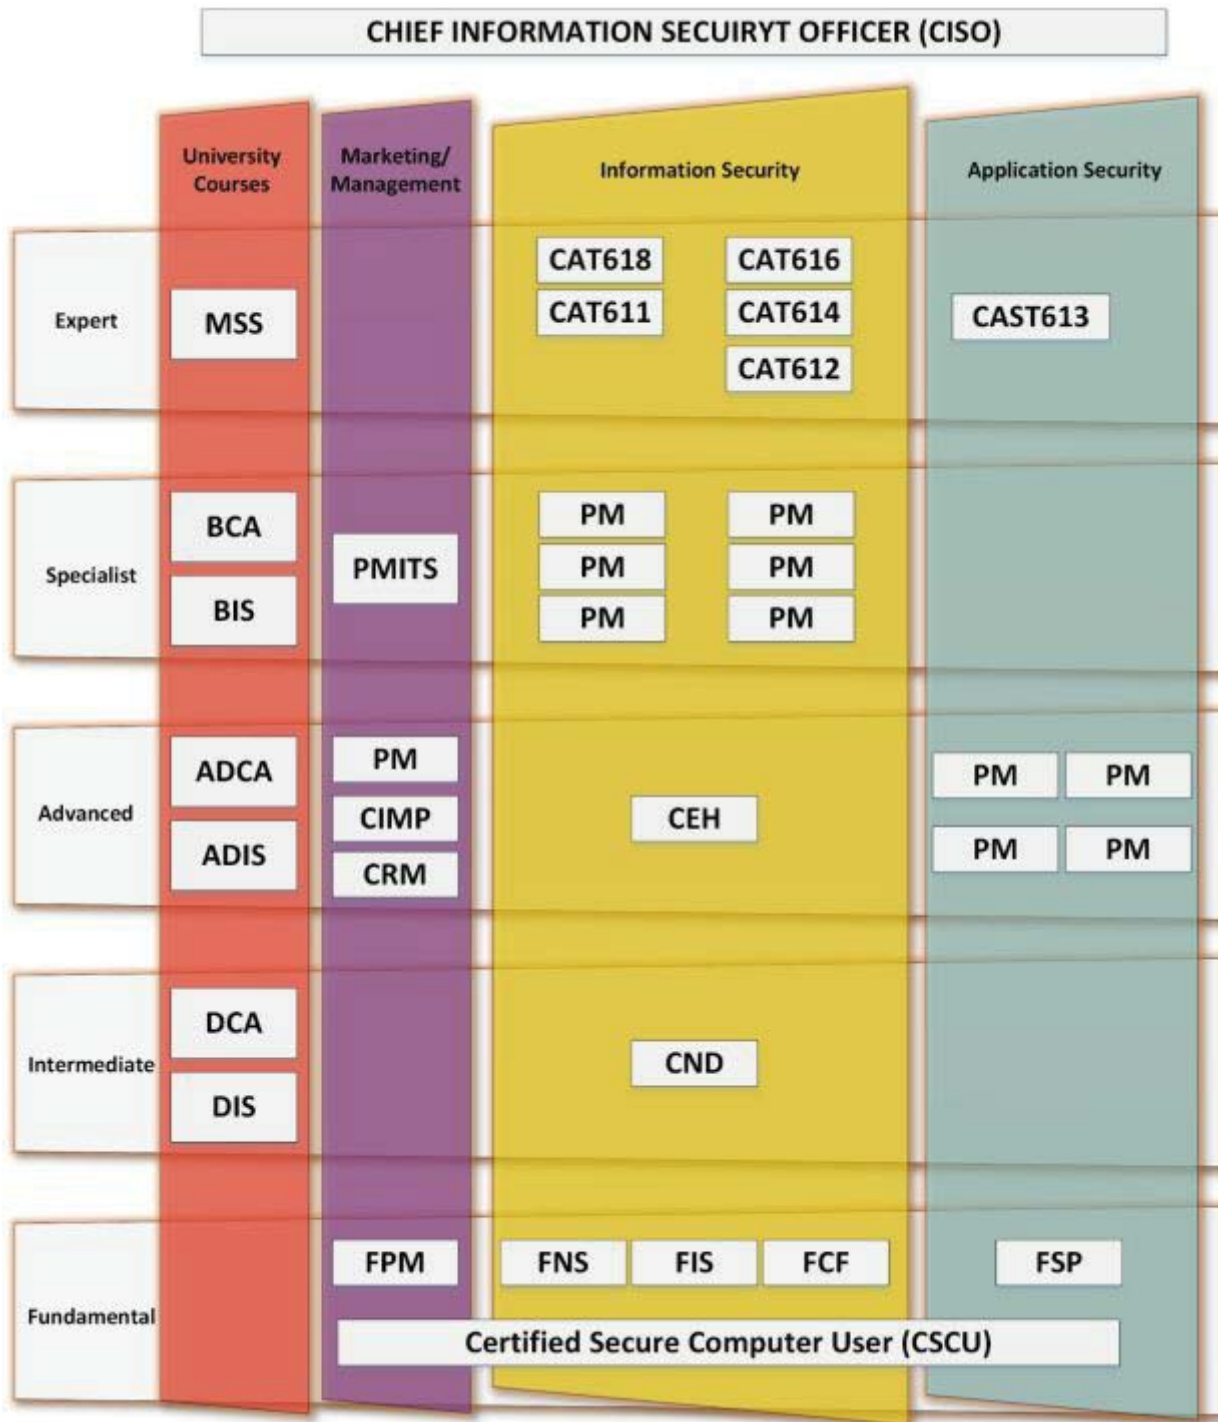 CHIEF INFORMATION SECUIRYT OFFICER (CISO)
University
Courses
Marketing/
Management
Information Security
Application Security
Expert
MSS
CAT618
CAT616
CAT611
CAT614
CAT612
CAST613
Specialist
BCA
BIS
PMITS
PM
PM
PM
PM
PM
PM
Advanced
ADCA
ADIS
PM
CIMP
CRM
CEH
PM
PM
PM
PM
Intermediate
DCA
DIS
CND
Fundamental
FPM
FNS
FIS
FCF
FSP
Certified Secure Computer User (CSCU)